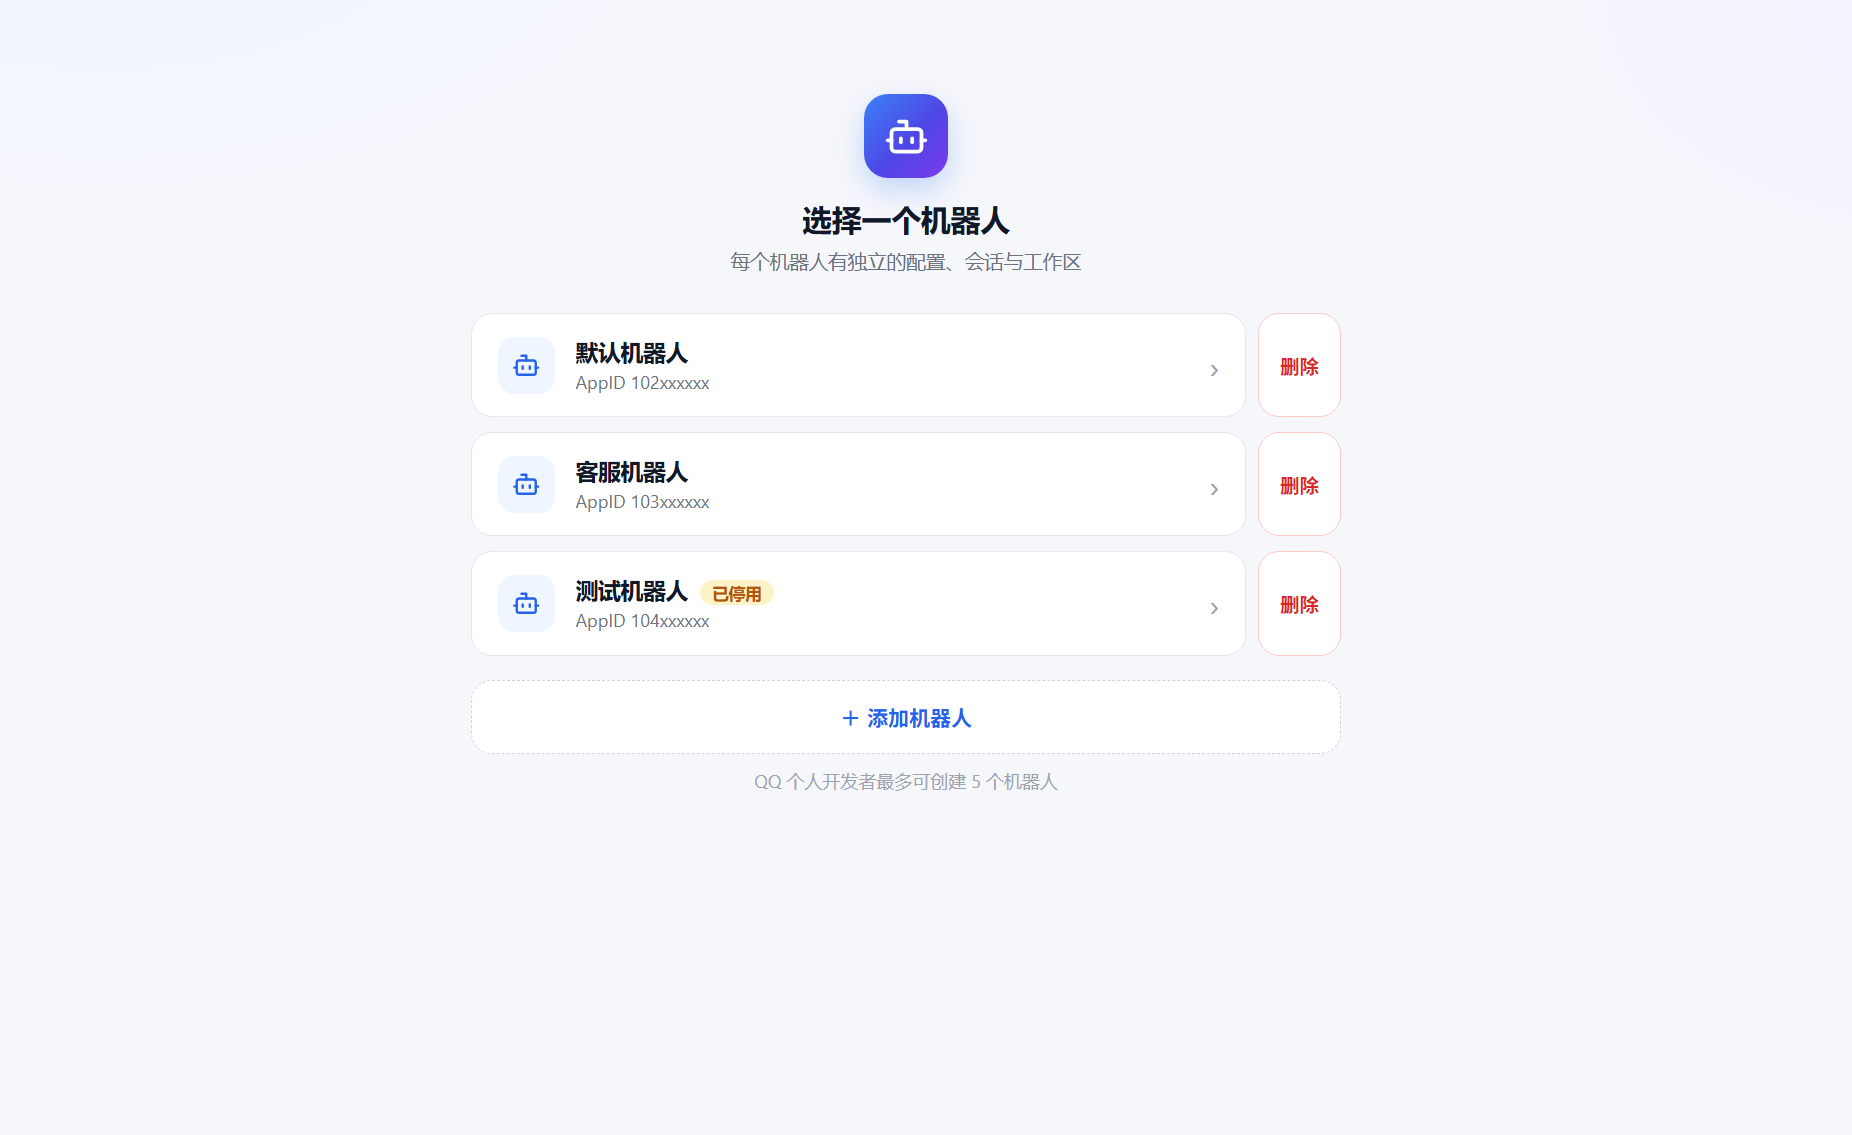 选择一个机器人
每个机器人有独立的配置、会话与工作区
默认机器人
AppID 102xxxxxx
删除
客服机器人
AppID 103xxxxxx
删除
测试机器人 已停用
AppID 104xxxxxx
删除
+ 添加机器人
QQ 个人开发者最多可创建 5 个机器人